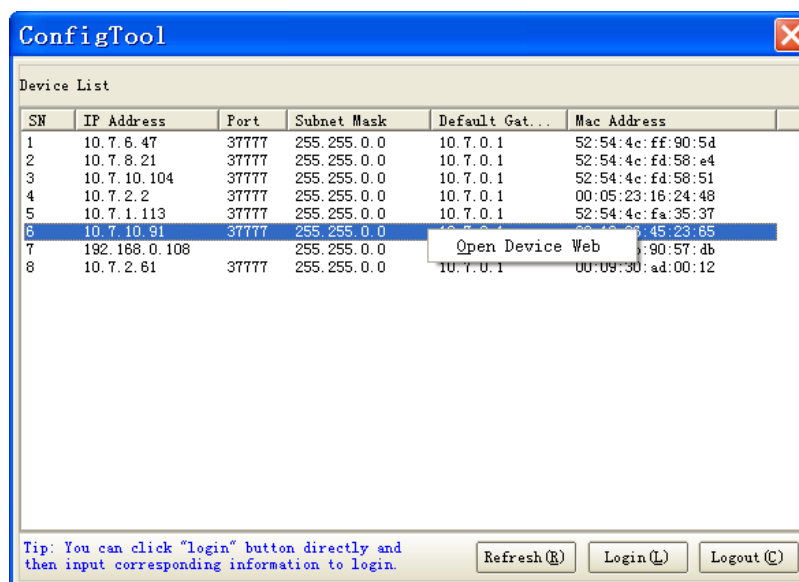 ConfigTool
Device List
SN IP Address Port Subnet Mask Default Gat... Mac Address
1 10.7.6.47 37777 255.255.0.0 10.7.0.1 52:54:4c:ff:90:5d
2 10.7.8.21 37777 255.255.0.0 10.7.0.1 52:54:4c:fd:58:e4
3 10.7.10.104 37777 255.255.0.0 10.7.0.1 52:54:4c:fd:58:51
4 10.7.2.2 37777 255.255.0.0 10.7.0.1 00:05:23:16:24:48
5 10.7.1.113 37777 255.255.0.0 10.7.0.1 52:54:4c:fa:35:37
6 10.7.10.91 37777 255.255.0.0 :45:23:65
Open Device Web
7 192.168.0.108 255.255.0.0 :90:57:db
8 10.7.2.61 37777 255.255.0.0 10.7.0.1 00:09:30:ad:00:12
Tip: You can click "login" button directly and
then input corresponding information to login.
Refresh(R) Login(L) Logout(C)